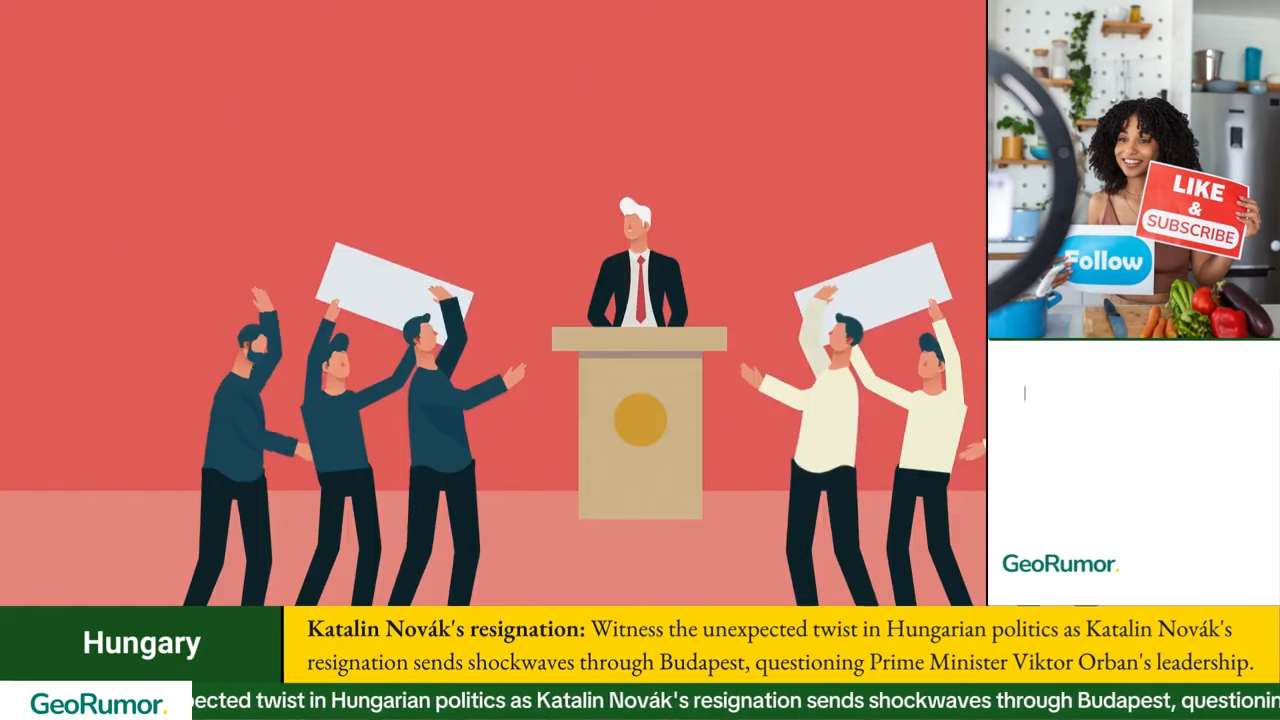 LIKE
&
SUBSCRIBE
Follow
GeoRumor.
Hungary
Katalin Novák's resignation: Witness the unexpected twist in Hungarian politics as Katalin Novák's
resignation sends shockwaves through Budapest, questioning Prime Minister Viktor Orban's leadership.
GeoRumor.
pected twist in Hungarian politics as Katalin Novák's resignation sends shockwaves through Budapest, questionin